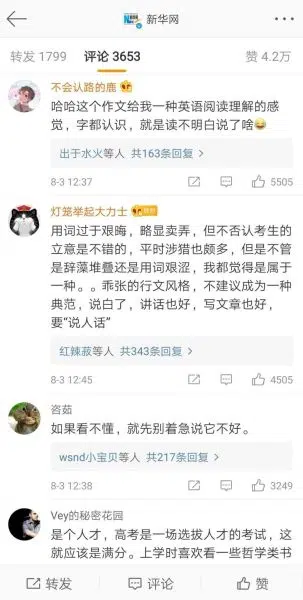 新华网
转发 1799
评论 3653
赞 4.2万
不会认路的鹿
哈哈这个作文给我一种英语阅读理解的感
觉，字都认识，就是读不明白说了啥😂
出于水火等人 共163条回复 >
8-3 12:37
5505
灯笼举起大力士
用词过于艰晦，略显卖弄，但不否认考生的
立意是不错的，平时涉猎也颇多，但是不管
是辞藻堆叠还是用词艰涩，我都觉得是属于
一种。。乖张的行文风格，不建议成为一种
典范，说白了，讲话也好，写文章也好，
要“说人话”
红辣菽等人 共343条回复 >
8-3 12:45
4505
咨茹
如果看不懂，就先别着急说它不好。
wsnd小宝贝等人 共217条回复 >
8-3 12:38
3249
Vey的秘密花园
是个人才，高考是一场选拔人才的考试，这
就应该是满分。上学时喜欢看一些哲学类书
转发
评论
赞